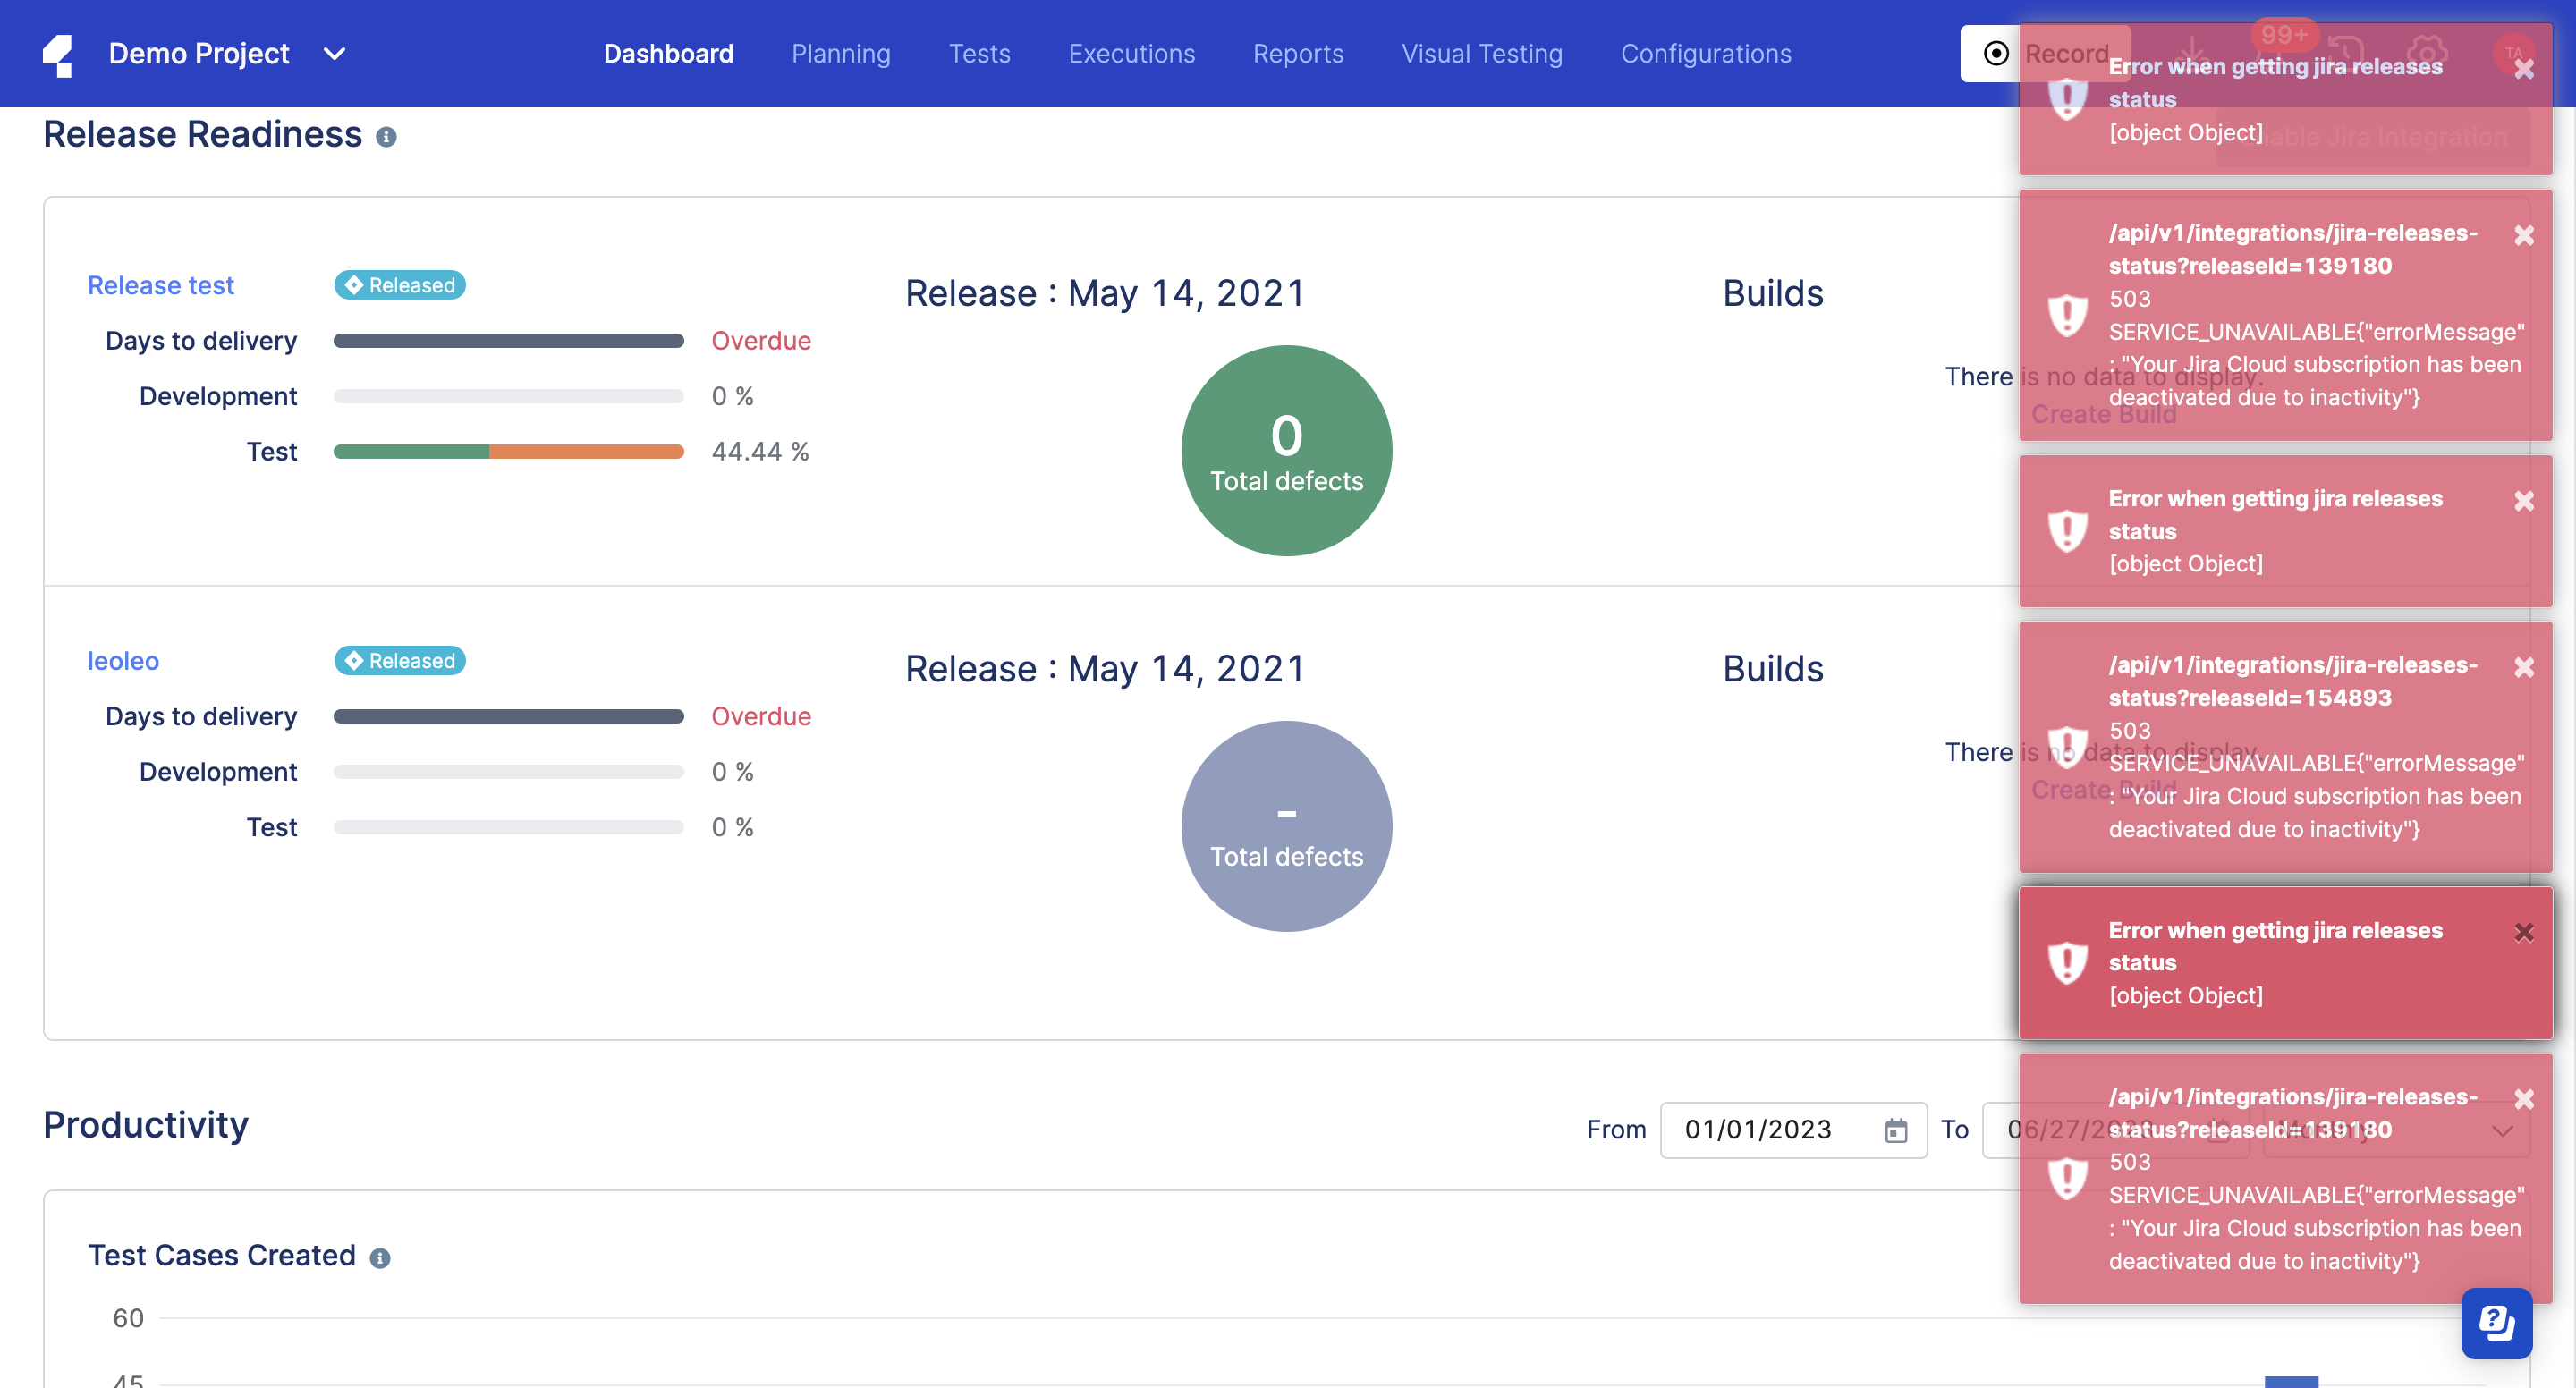 Demo Project
Dashboard
Planning
Tests
Executions
Reports
Visual Testing
Configurations
Record
99+
TA
Release Readiness
Jira Integration
Release test
Released
Days to delivery
Overdue
Development
0 %
Test
44.44 %
Release : May 14, 2021
0
Total defects
Builds
There is no data to display.
Create Build
leoleo
Released
Days to delivery
Overdue
Development
0 %
Test
0 %
Release : May 14, 2021
-
Total defects
Builds
There is no data to display.
Create Build
Error when getting jira releases
status
[object Object]
/api/v1/integrations/jira-releases-
status?releaseId=139180
503
SERVICE_UNAVAILABLE{"errorMessage"
: "Your Jira Cloud subscription has been
deactivated due to inactivity"}
Error when getting jira releases
status
[object Object]
/api/v1/integrations/jira-releases-
status?releaseId=154893
503
SERVICE_UNAVAILABLE{"errorMessage"
: "Your Jira Cloud subscription has been
deactivated due to inactivity"}
Error when getting jira releases
status
[object Object]
/api/v1/integrations/jira-releases-
status?releaseId=139180
503
SERVICE_UNAVAILABLE{"errorMessage"
: "Your Jira Cloud subscription has been
deactivated due to inactivity"}
Productivity
From
01/01/2023
To
Test Cases Created
60
45